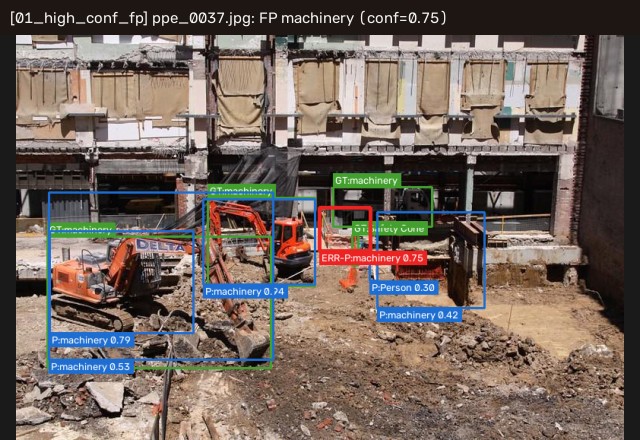 [01_high_conf_fp] ppe_0037.jpg: FP machinery (conf=0.75)
GT:machinery
GT:machinery
GT:machinery
GT:Safety Cone
DELTA
ERR-P:machinery 0.75
P:machinery 0.94
P:Person 0.30
P:machinery 0.42
P:machinery 0.79
P:machinery 0.53